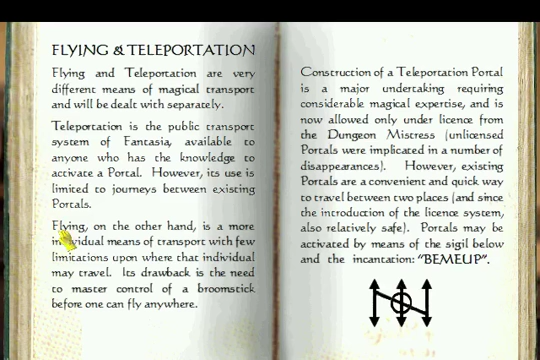 FLYING & TELEPORTATION
Flying and Teleportation are very
different means of magical transport
and will be dealt with separately.
Teleportation is the public transport
system of Fantasia, available to
anyone who has the knowledge to
activate a Portal. However, its use is
limited to journeys between existing
Portals.
Flying, on the other hand, is a more
individual means of transport with few
limitations upon where that individual
may travel. Its drawback is the need
to master control of a broomstick
before one can fly anywhere.
Construction of a Teleportation Portal
is a major undertaking requiring
considerable magical expertise, and is
now allowed only under licence from
the Dungeon Mistress (unlicensed
Portals were implicated in a number of
disappearances). However, existing
Portals are a convenient and quick way
to travel between two places (and since
the introduction of the licence system,
also relatively safe). Portals may be
activated by means of the sigil below
and the incantation: "BEMEUP".